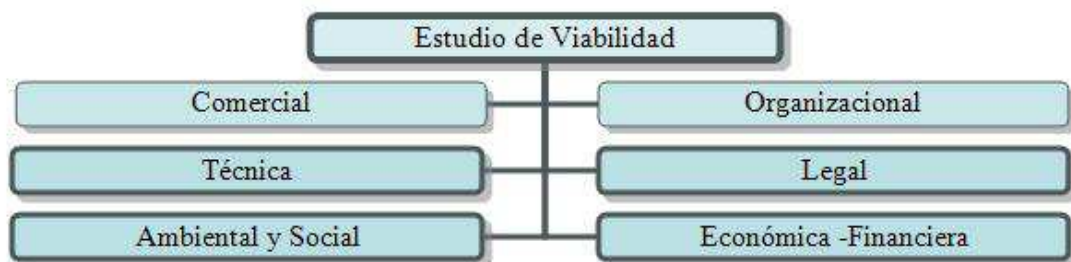 Estudio de Viabilidad
Comercial
Organizacional
Técnica
Legal
Ambiental y Social
Económica -Financiera